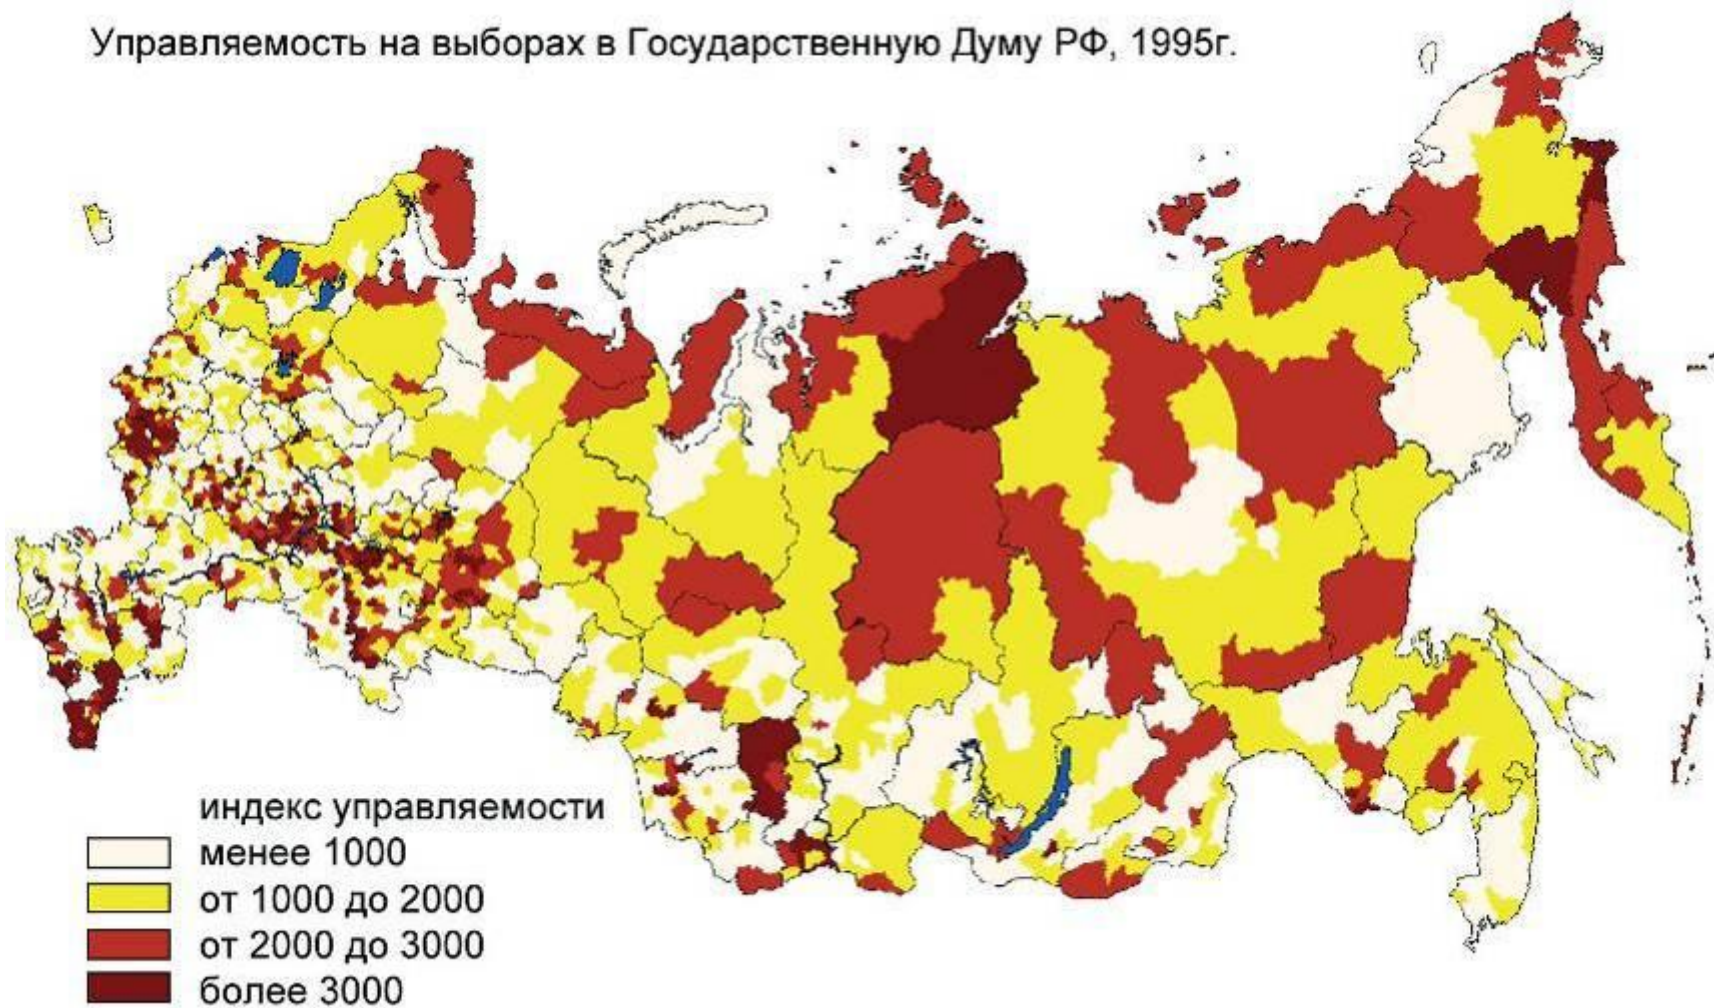 Управляемость на выборах в Государственную Думу РФ, 1995г.
индекс управляемости
менее 1000
от 1000 до 2000
от 2000 до 3000
более 3000